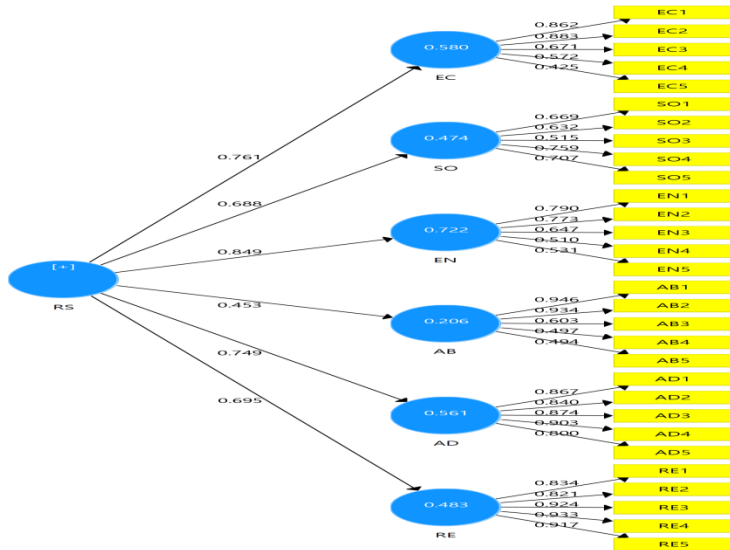 EC1
0.862
EC2
0.883
0.580
0.671
EC3
0.572
EC4
0.425
EC
EC5
SO1
0.669
SO2
0.632
0.474
0.515
SO3
0.761
0.759
SO4
0.707
SO
SO5
EN1
0.688
0.790
EN2
0.773
0.722
0.647
EN3
0.849
0.510
EN4
0.531
EN
[+]
EN5
AB1
RS
0.453
0.946
AB2
0.934
0.206
0.603
AB3
0.497
AB4
0.494
AB
AB5
0.749
AD1
0.867
AD2
0.695
0.840
0.561
0.874
AD3
0.903
AD4
0.800
AD
AD5
RE1
0.834
RE2
0.821
0.483
0.924
RE3
0.933
RE4
0.917
RE
RE5